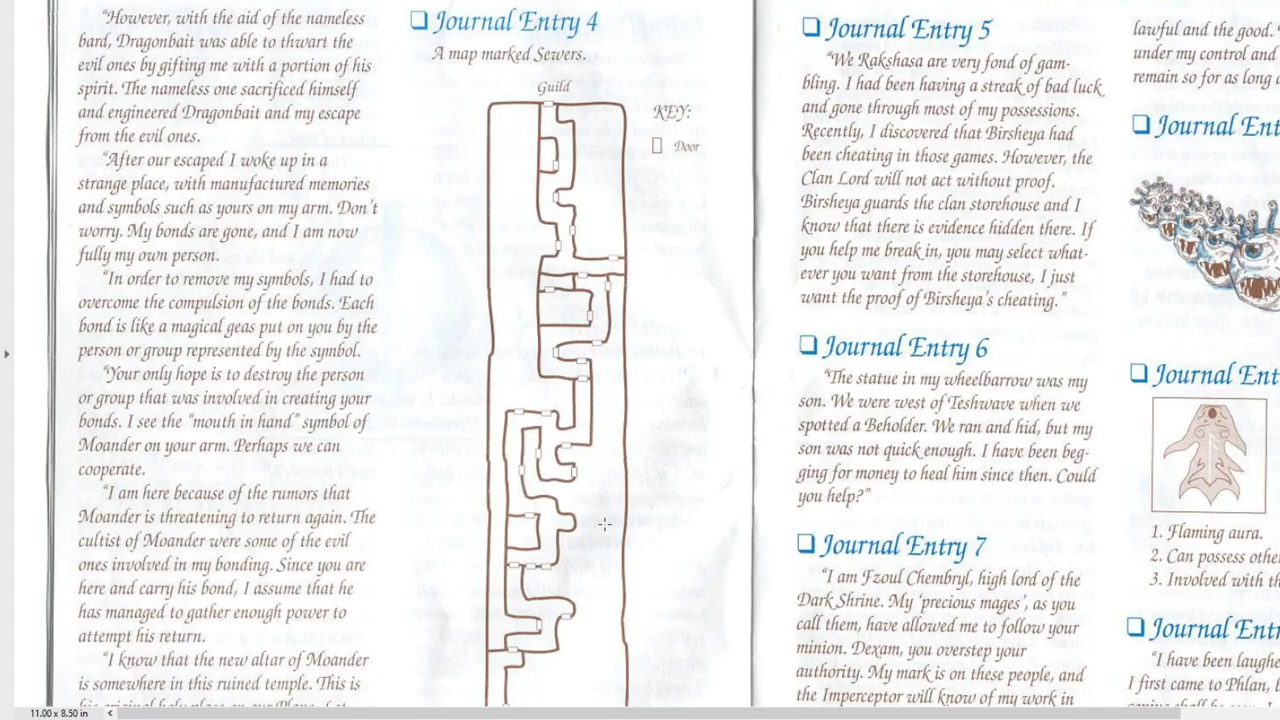 "However, with the aid of the nameless
bard, Dragonbait was able to thwart the
evil ones by gifting me with a portion of his
spirit. The nameless one sacrificed himself
and engineered Dragonbait and my escape
from the evil ones.
"After our escaped I woke up in a
strange place, with manufactured memories
and symbols such as yours on my arm. Don't
worry. My bonds are gone, and I am now
fully my own person.
"In order to remove my symbols, I had to
overcome the compulsion of the bonds. Each
bond is like a magical geas put on you by the
person or group represented by the symbol.
"Your only hope is to destroy the person
or group that was involved in creating your
bonds. I see the "mouth in hand" symbol of
Moander on your arm. Perhaps we can
cooperate.
"I am here because of the rumors that
Moander is threatening to return again. The
cultist of Moander were some of the evil
ones involved in my bonding. Since you are
here and carry his bond, I assume that he
has managed to gather enough power to
attempt his return.
"I know that the new altar of Moander
is somewhere in this ruined temple. This is
Journal Entry 4
A map marked Sewers.
Guild
KEY:
Door
Journal Entry 5
"We Rakshasa are very fond of gam-
bling. I had been having a streak of bad luck
and gone through most of my possessions.
Recently, I discovered that Birsheya had
been cheating in those games. However, the
Clan Lord will not act without proof.
Birsheya guards the clan storehouse and I
know that there is evidence hidden there. If
you help me break in, you may select what-
ever you want from the storehouse, I just
want the proof of Birsheya's cheating."
Journal Entry 6
"The statue in my wheelbarrow was my
son. We were west of Teshwave when we
spotted a Beholder. We ran and hid, but my
son was not quick enough. I have been beg-
ging for money to heal him since then. Could
you help?"
Journal Entry 7
"I am Fzoul Chembryl, high lord of the
Dark Shrine. My 'precious mages', as you
call them, have allowed me to follow your
minion. Dexam, you overstep your
authority. My mark is on these people, and
the Imperceptor will know of my work in
lawful and the good.
under my control and
remain so for as long
Journal Ent
Journal Ent
1. Flaming aura.
2. Can possess othe
3. Involved with th
Journal Entr
"I have been laughe
I first came to Phlan,
11.00 x 8.50 in